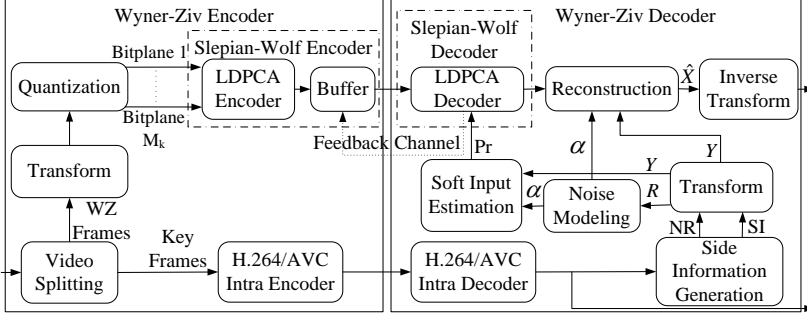 Wyner-Ziv Encoder
Wyner-Ziv Decoder
Bitplane 1
Slepian-Wolf Encoder
Slepian-Wolf
Decoder
Quantization
LDPCA
Encoder
Buffer
LDPCA
Decoder
Reconstruction
X̂
Inverse
Transform
Bitplane
Mk
Feedback Channel
Pr
α
Y
Transform
Soft Input
Estimation
Y
α
Noise
Modeling
R
Transform
WZ
Frames
NR
SI
Video
Splitting
Key
Frames
H.264/AVC
Intra Encoder
H.264/AVC
Intra Decoder
Side
Information
Generation